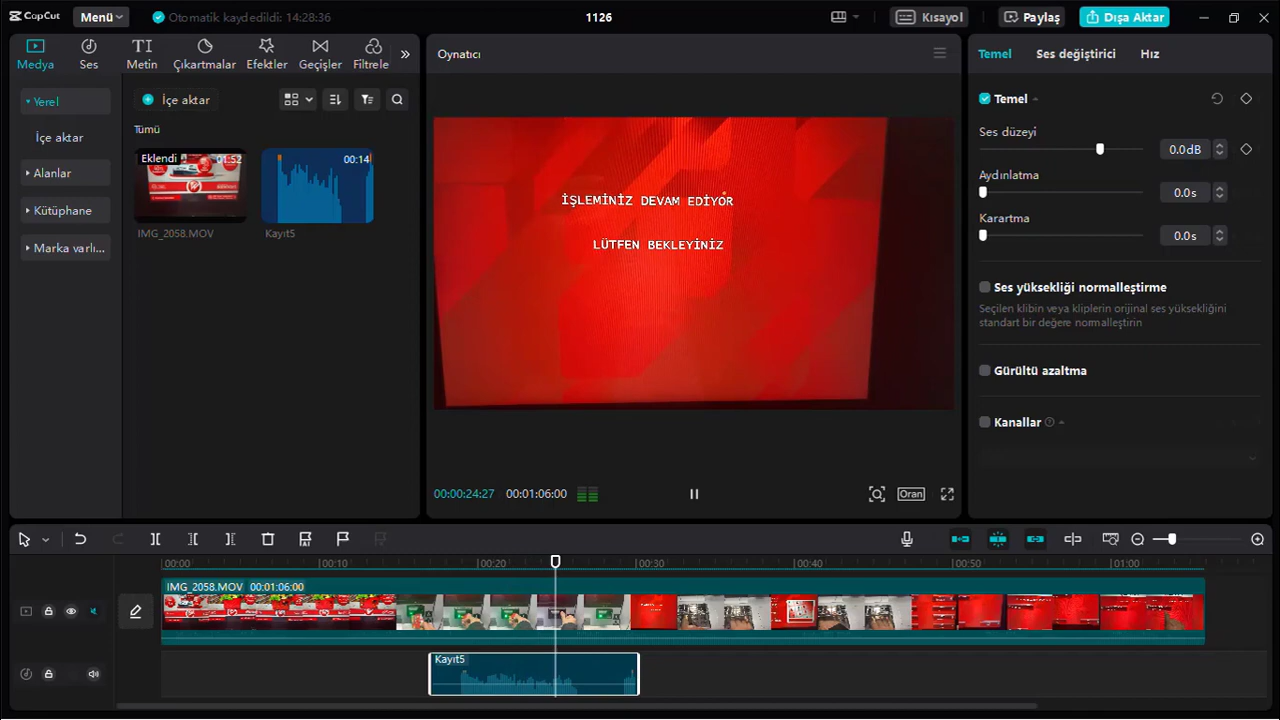 CapCut
Menü
Otomatik kaydedildi: 14:28:36
1126
Kısayol
Paylaş
Dışa Aktar
Medya
Ses
Metin
Çıkartmalar
Efektler
Geçişler
Filtrele
Yerel
İçe aktar
Alanlar
Kütüphane
Marka varlı...
İçe aktar
Tümü
Eklendi
01:52
00:14
IMG_2058.MOV
Kayıt5
Oynatıcı
İŞLEMİNİZ DEVAM EDİYOR
LÜTFEN BEKLEYİNİZ
00:00:24:27
00:01:06:00
Oran
Temel
Ses değiştirici
Hız
Temel
Ses düzeyi
0.0dB
Aydınlatma
0.0s
Karartma
0.0s
Ses yüksekliği normalleştirme
Seçilen klibin veya kliplerin orijinal ses yüksekliğini
standart bir değere normalleştirin
Gürültü azaltma
Kanallar
00:00
00:10
00:20
00:30
00:40
00:50
01:00
IMG_2058.MOV 00:01:06:00
Kayıt5